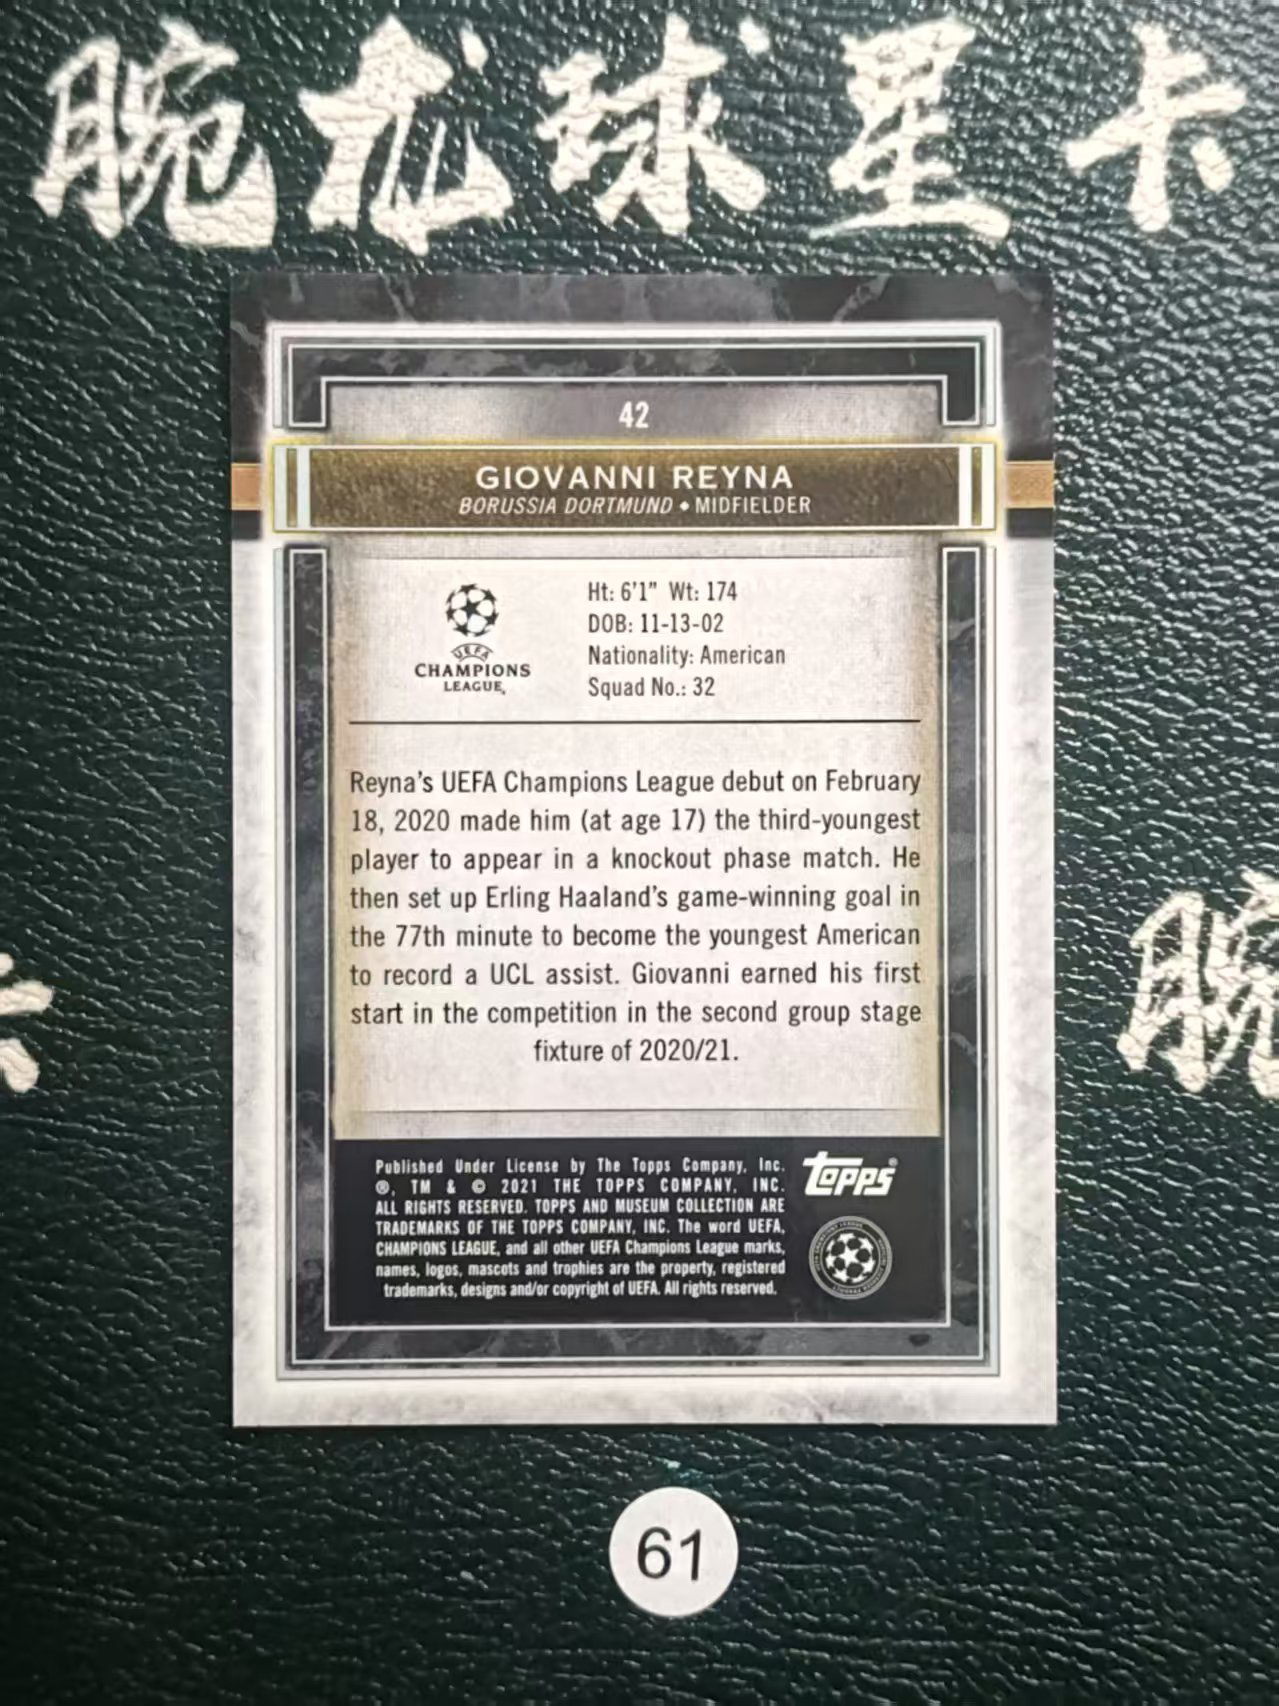 腕龙球星卡
42
GIOVANNI REYNA
BORUSSIA DORTMUND • MIDFIELDER
Ht: 6'1" Wt: 174
DOB: 11-13-02
Nationality: American
Squad No.: 32
UEFA
CHAMPIONS
LEAGUE
Reyna's UEFA Champions League debut on February
18, 2020 made him (at age 17) the third-youngest
player to appear in a knockout phase match. He
then set up Erling Haaland's game-winning goal in
the 77th minute to become the youngest American
to record a UCL assist. Giovanni earned his first
start in the competition in the second group stage
fixture of 2020/21.
Published Under License by The Topps Company, Inc.
®, TM & © 2021 THE TOPPS COMPANY, INC.
ALL RIGHTS RESERVED. TOPPS AND MUSEUM COLLECTION ARE
TRADEMARKS OF THE TOPPS COMPANY, INC. The word UEFA,
CHAMPIONS LEAGUE, and all other UEFA Champions League marks,
names, logos, mascots and trophies are the property, registered
trademarks, designs and/or copyright of UEFA. All rights reserved.
Topps®
腕
61